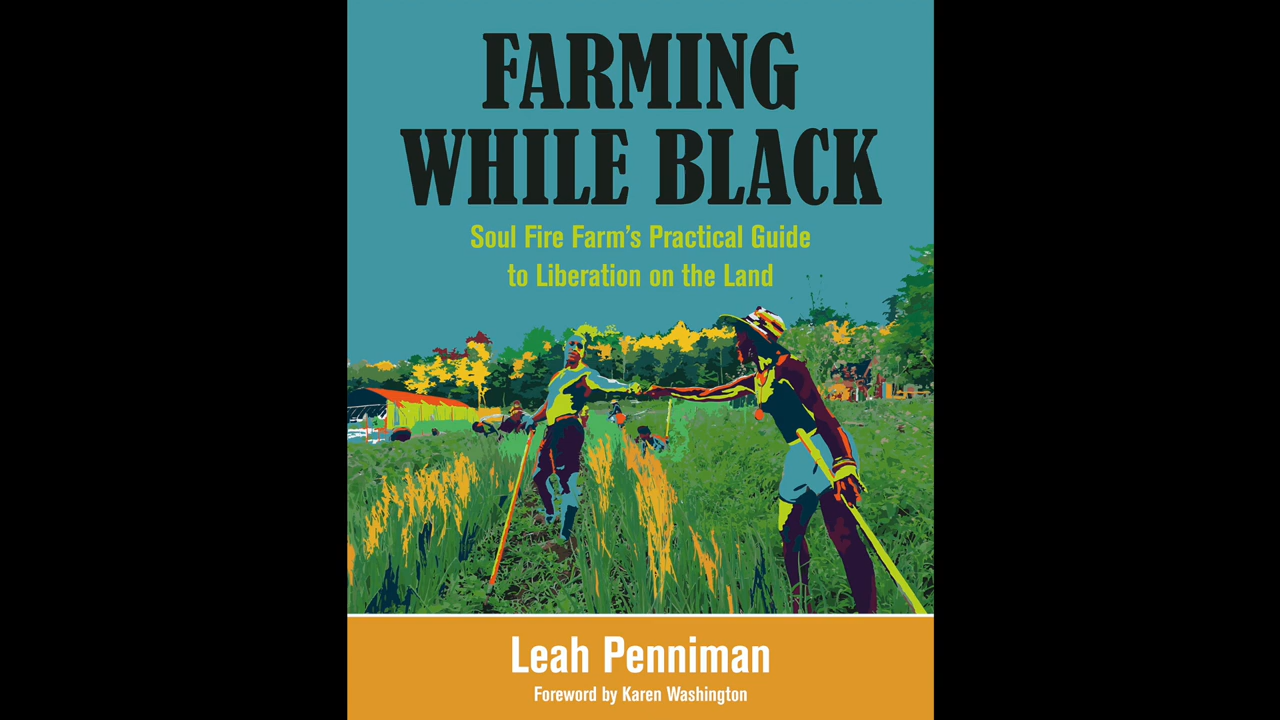 FARMING
WHILE BLACK
Soul Fire Farm’s Practical Guide
to Liberation on the Land
Leah Penniman
Foreword by Karen Washington